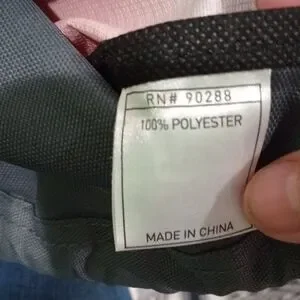 RN# 90288
100% POLYESTER
MADE IN CHINA